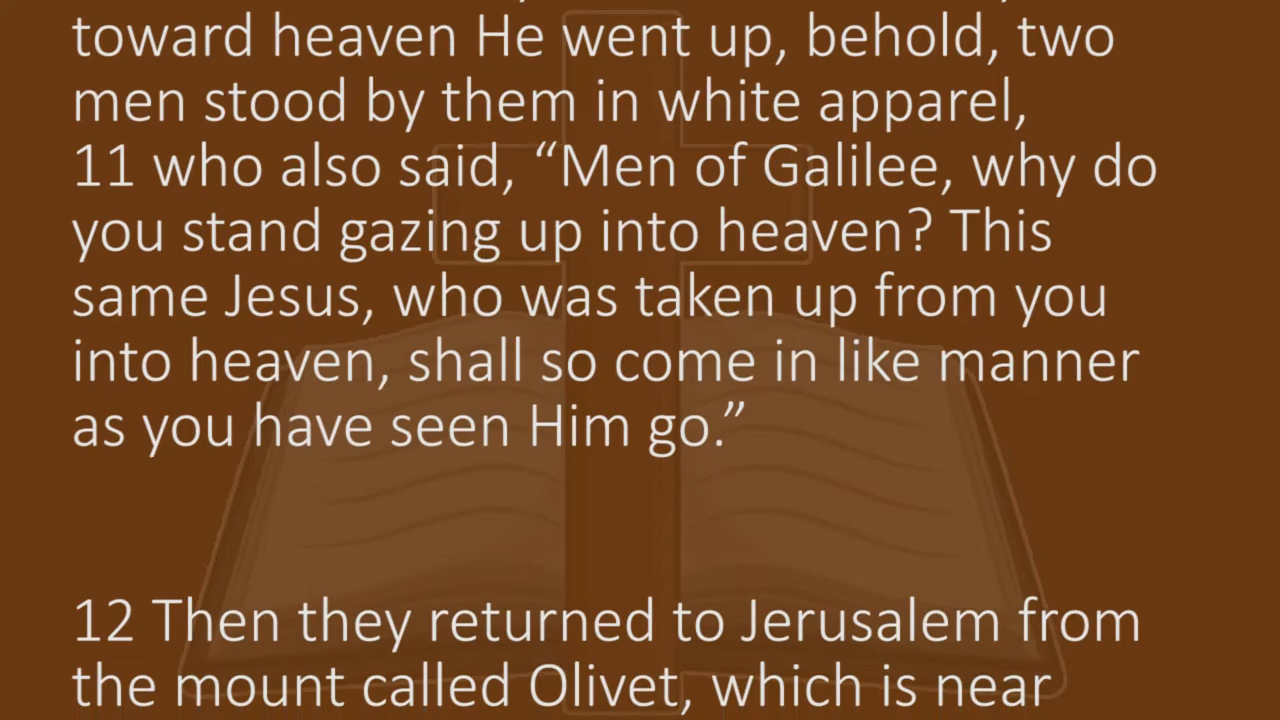 toward heaven He went up, behold, two
men stood by them in white apparel,
11 who also said, “Men of Galilee, why do
you stand gazing up into heaven? This
same Jesus, who was taken up from you
into heaven, shall so come in like manner
as you have seen Him go.”
12 Then they returned to Jerusalem from
the mount called Olivet, which is near